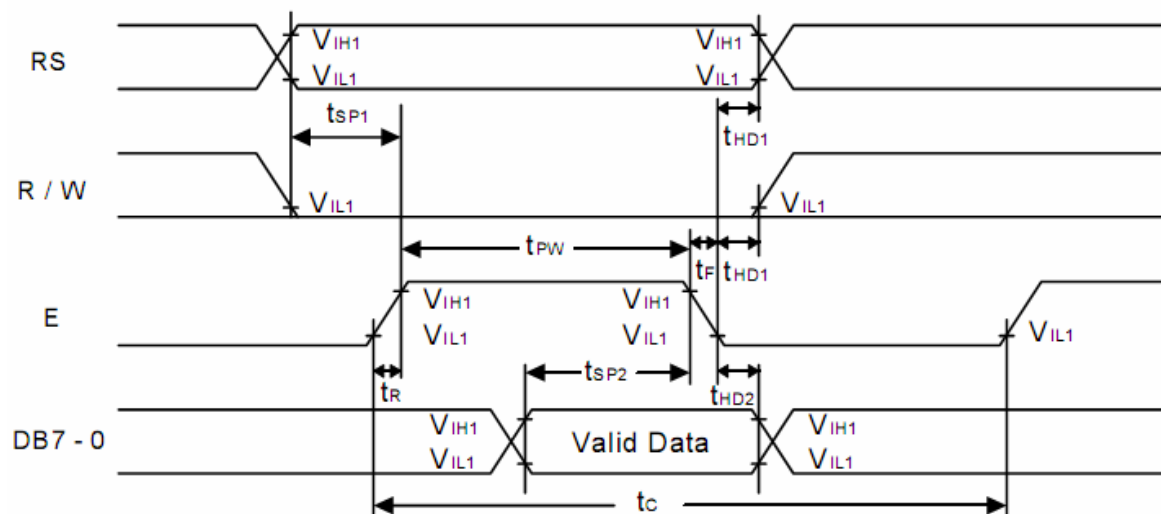 RS
VIH1
VIL1
VIH1
VIL1
tSP1
tHD1
R / W
VIL1
VIL1
tPW
tF
tHD1
E
VIH1
VIL1
VIH1
VIL1
VIL1
tR
tSP2
tHD2
DB7 - 0
VIH1
VIL1
Valid Data
VIH1
VIL1
tC